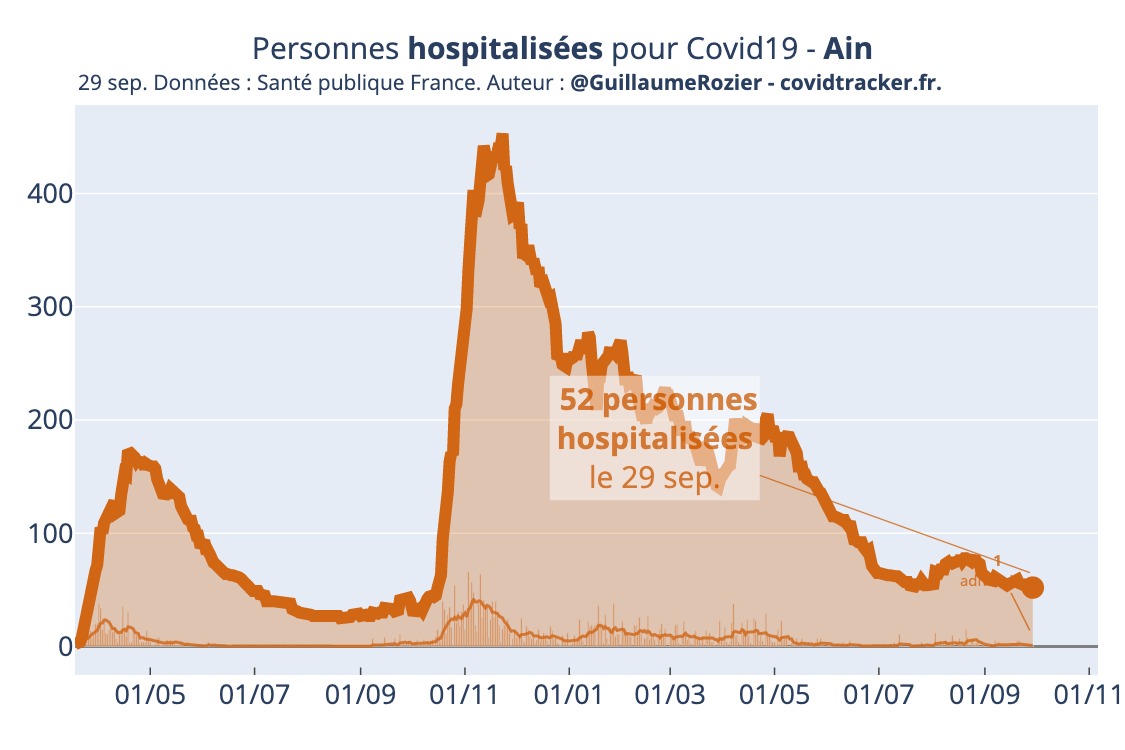 Personnes hospitalisées pour Covid19 - Ain
29 sep. Données : Santé publique France. Auteur : @GuillaumeRozier - covidtracker.fr.
400
300
200
100
0
52 personnes
hospitalisées
le 29 sep.
1
01/05 01/07 01/09 01/11 01/01 01/03 01/05 01/07 01/09 01/11